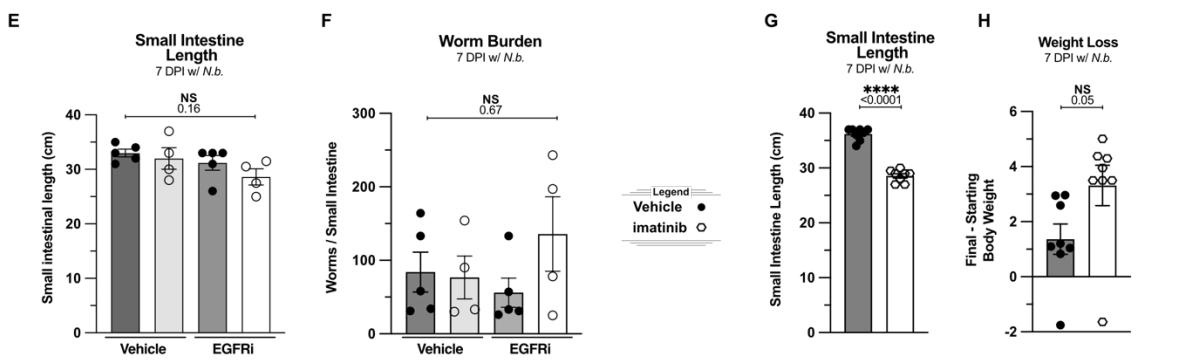 E
Small Intestine
Length
7 DPI w/ N.b.
Small intestinal length (cm)
40
30
20
10
0
NS
0.16
Vehicle
EGFRi
F
Worm Burden
7 DPI w/ N.b.
Worms / Small Intestine
300
200
100
0
NS
0.67
Vehicle
EGFRi
Legend
Vehicle
imatinib
G
Small Intestine
Length
7 DPI w/ N.b.
Small Intestine Length (cm)
40
30
20
10
0
****
<0.0001
H
Weight Loss
7 DPI w/ N.b.
Final - Starting
Body Weight
6
4
2
0
-2
NS
0.05